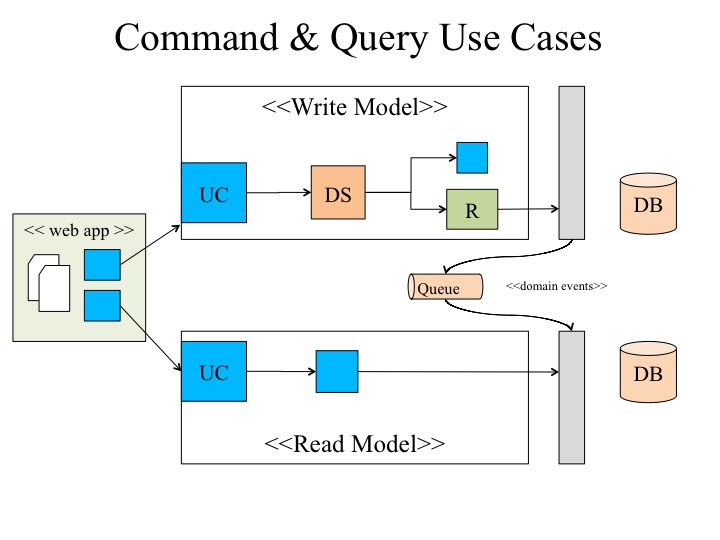 Command & Query Use Cases
<<Write Model>>
UC
DS
R
DB
<< web app >>
Queue
<<domain events>>
UC
DB
<<Read Model>>